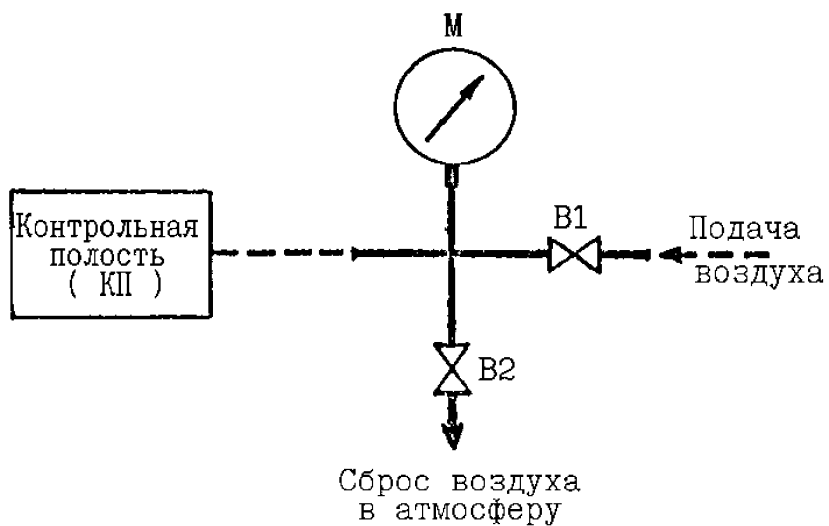 М
Контрольная
полость
( КП )
В1
Подача
воздуха
В2
Сброс воздуха
в атмосферу